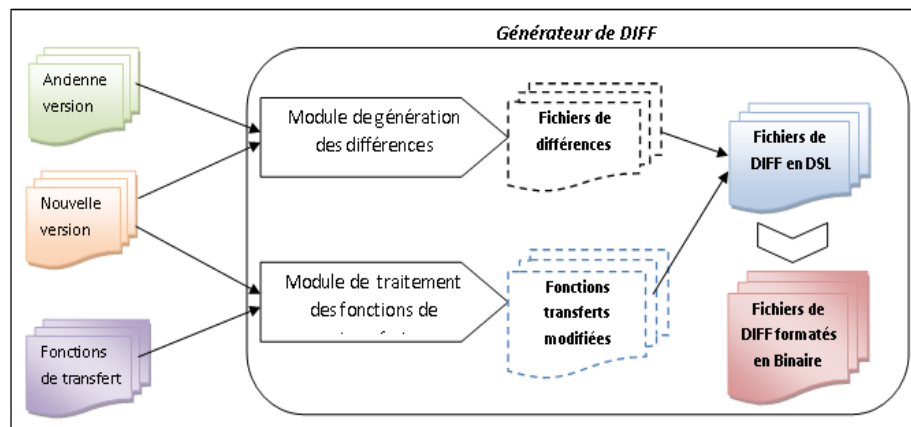 Générateur de DIFF
Ancienne
version
Nouvelle
version
Fonctions
de transfert
Module de génération
des différences
Module de traitement
des fonctions de
Fichiers de
différences
Fonctions
transferts
modifiées
Fichiers de
DIFF en DSL
Fichiers de
DIFF formatés
en Binaire